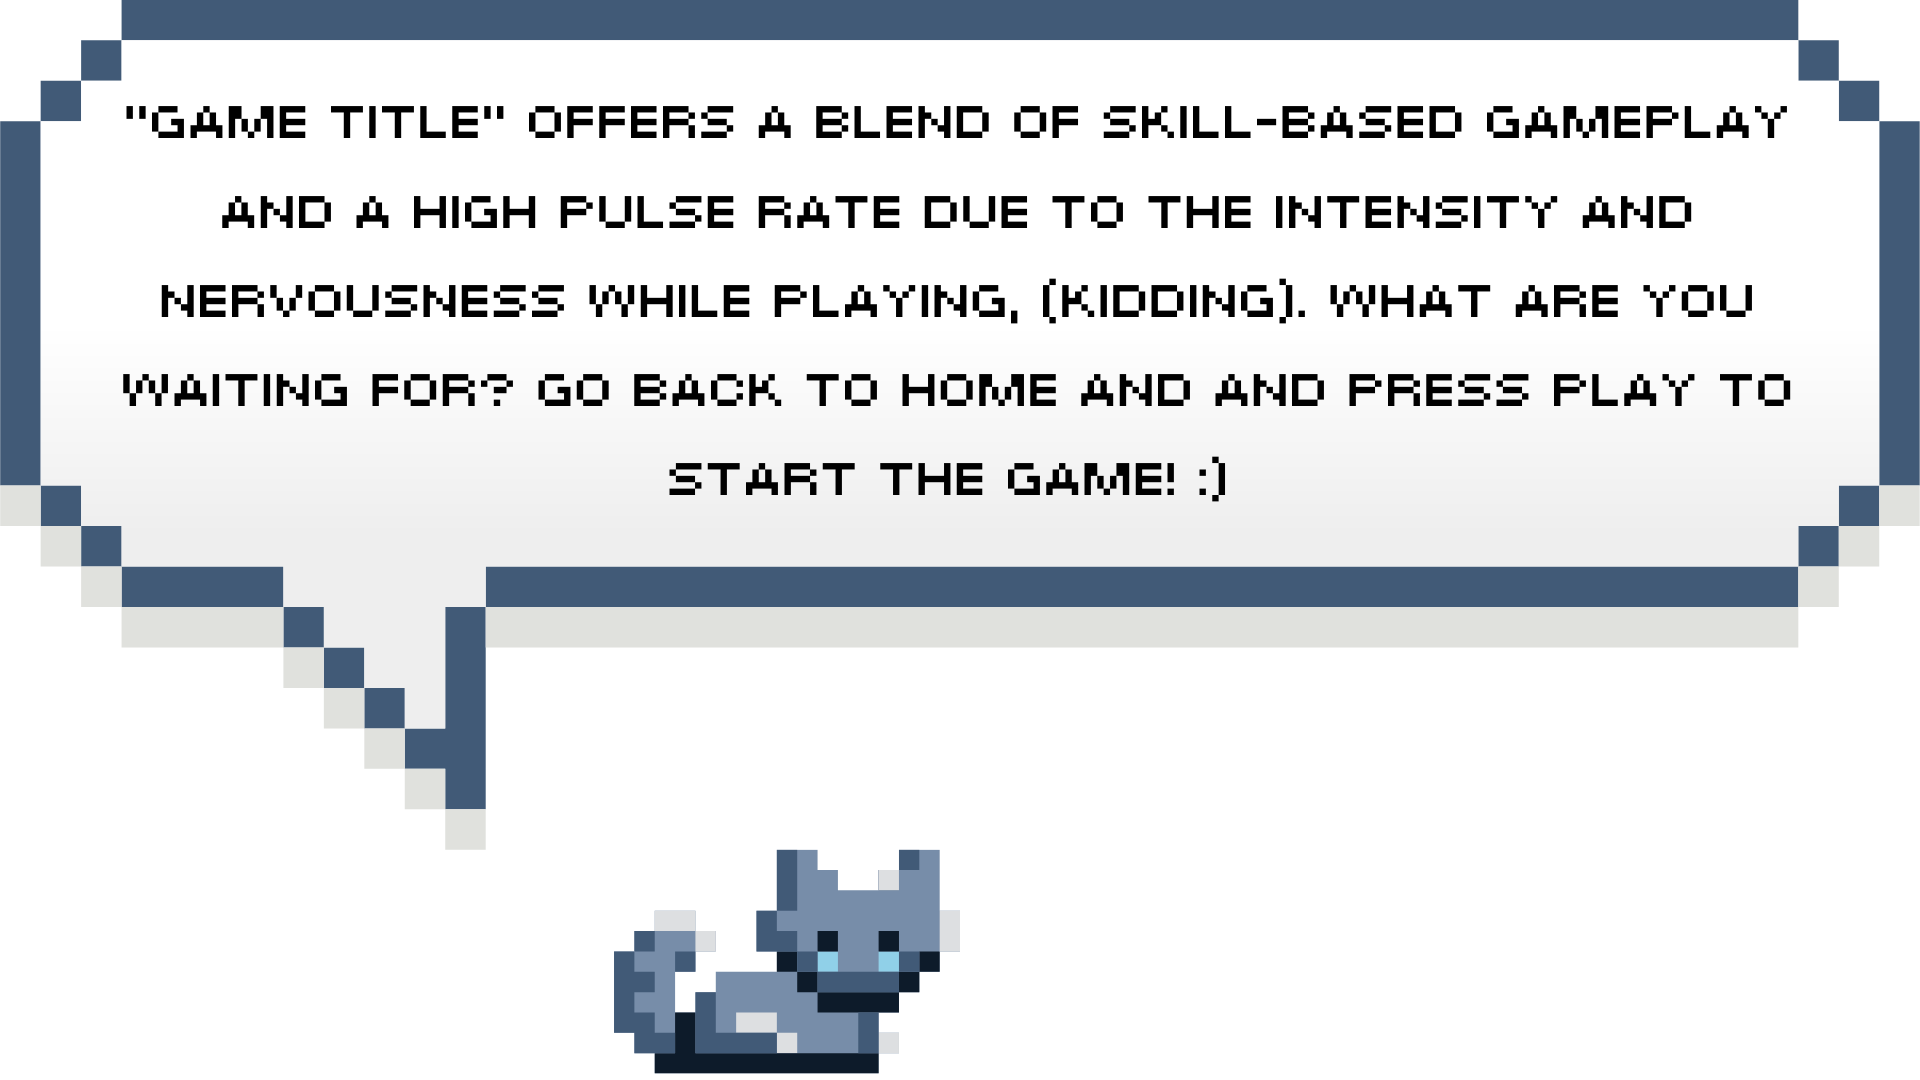 "GAME TITLE" OFFERS A BLEND OF SKILL-BASED GAMEPLAY
AND A HIGH PULSE RATE DUE TO THE INTENSITY AND
NERVOUSNESS WHILE PLAYING, (KIDDING). WHAT ARE YOU
WAITING FOR? GO BACK TO HOME AND AND PRESS PLAY TO
START THE GAME! :)